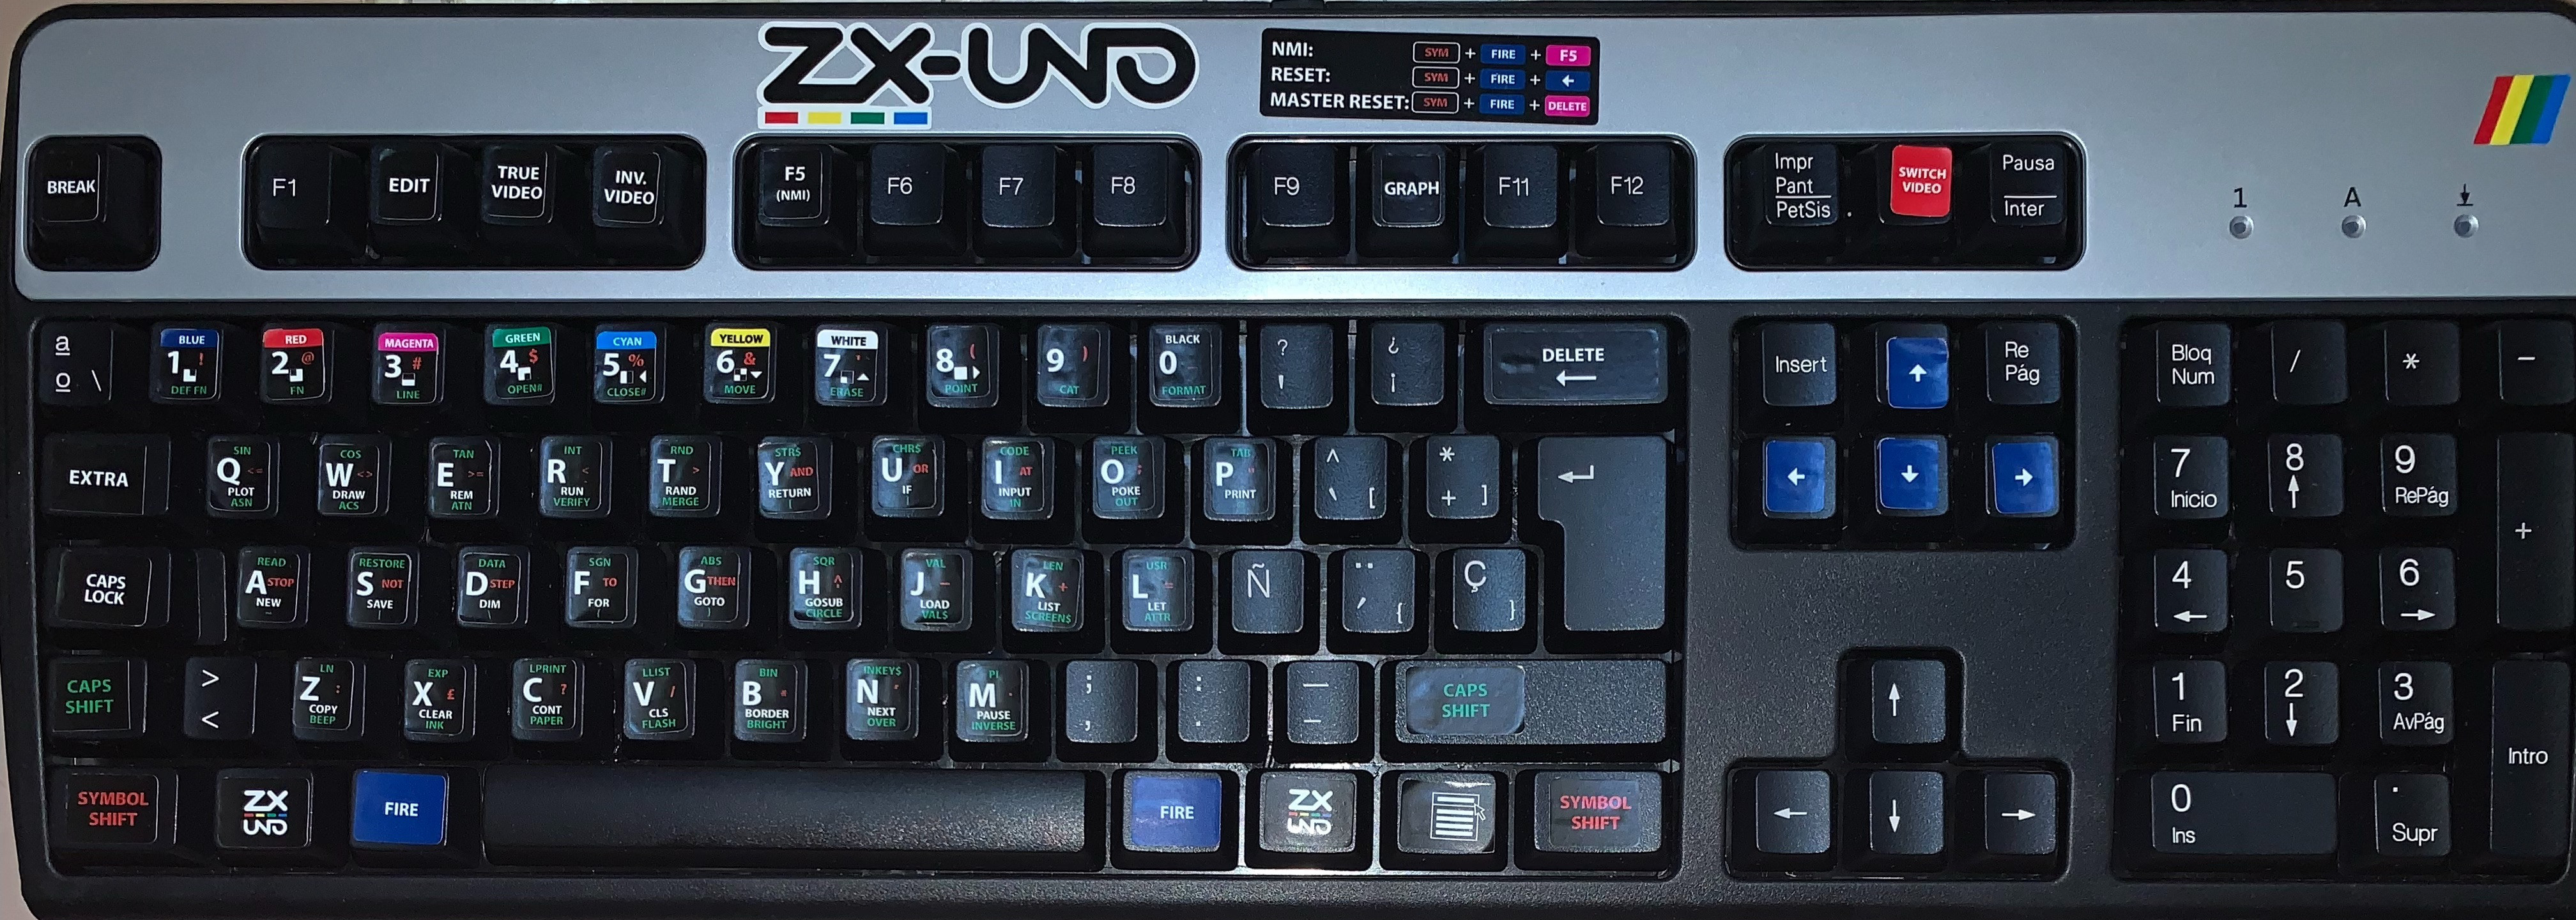 ZX-UNO
NMI: SYM + FIRE + F5
RESET: SYM + FIRE + ←
MASTER RESET: SYM + FIRE + DELETE
BREAK
F1
EDIT
TRUE
VIDEO
INV.
VIDEO
F5
(NMI)
F6
F7
F8
F9
GRAPH
F11
F12
Impr
Pant
PetSis
SWITCH
VIDEO
Pausa
Inter
1
A
a
o \
BLUE
1 !
DEF FN
RED
2 @
FN
MAGENTA
3 #
LINE
GREEN
4 $
OPEN#
CYAN
5 %
CLOSE#
YELLOW
6 &
MOVE
WHITE
7 '
ERASE
8 (
POINT
9 )
CAT
BLACK
0
FORMAT
?
'
¿
¡
DELETE
←
Insert
↑
Re
Pág
Bloq
Num
/
*
−
EXTRA
SIN
Q <=
PLOT
ASN
COS
W <>
DRAW
ACS
TAN
E >=
REM
ATN
INT
R <
RUN
VERIFY
RND
T >
RAND
MERGE
STR$
Y AND
RETURN
[
CHR$
U OR
IF
]
CODE
I AT
INPUT
IN
PEEK
O ;
POKE
OUT
TAB
P "
PRINT
^
` [
*
+ ]
←
↓
→
7
Inicio
8
↑
9
RePág
+
CAPS
LOCK
READ
A STOP
NEW
~
RESTORE
S NOT
SAVE
|
DATA
D STEP
DIM
\
SGN
F TO
FOR
{
ABS
G THEN
GOTO
}
SQR
H ^
GOSUB
CIRCLE
VAL
J −
LOAD
VAL$
LEN
K +
LIST
SCREEN$
USR
L =
LET
ATTR
Ñ
¨
´ {
Ç
}
4
←
5
6
→
CAPS
SHIFT
>
<
LN
Z :
COPY
BEEP
EXP
X £
CLEAR
INK
LPRINT
C ?
CONT
PAPER
LLIST
V /
CLS
FLASH
BIN
B *
BORDER
BRIGHT
INKEY$
N ,
NEXT
OVER
PI
M .
PAUSE
INVERSE
;
,
:
.
_
-
CAPS
SHIFT
↑
1
Fin
2
↓
3
AvPág
Intro
SYMBOL
SHIFT
ZX
UNO
FIRE
FIRE
ZX
UNO
SYMBOL
SHIFT
←
↓
→
0
Ins
.
Supr